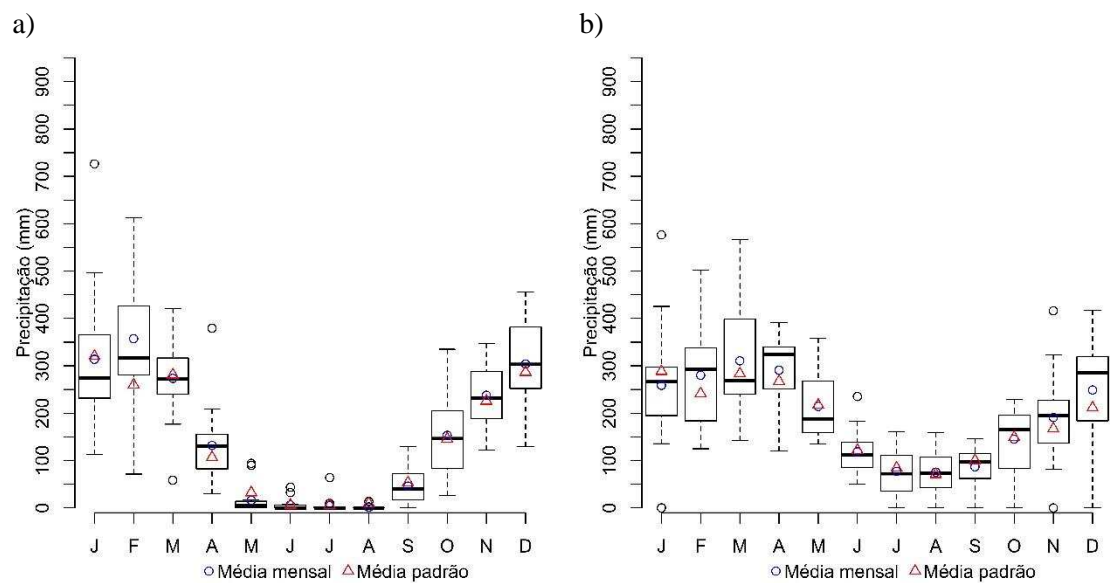 a)
b)
Precipitação (mm)
0 100 200 300 400 500 600 700 800 900
J F M A M J J A S O N D
Média mensal Média padrão
Precipitação (mm)
0 100 200 300 400 500 600 700 800 900
J F M A M J J A S O N D
Média mensal Média padrão